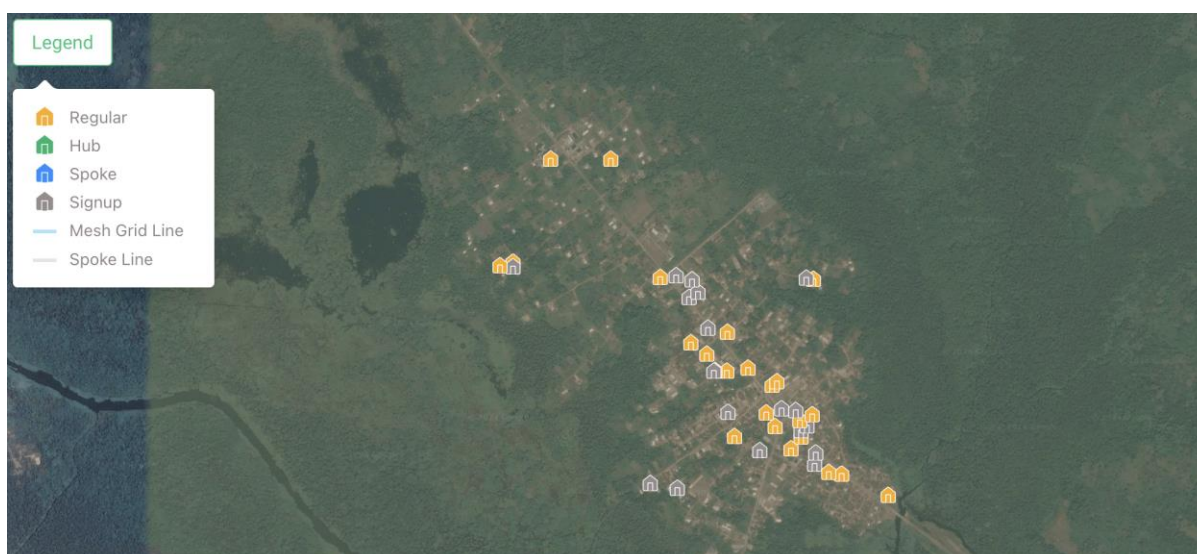 Legend
Regular
Hub
Spoke
Signup
Mesh Grid Line
Spoke Line